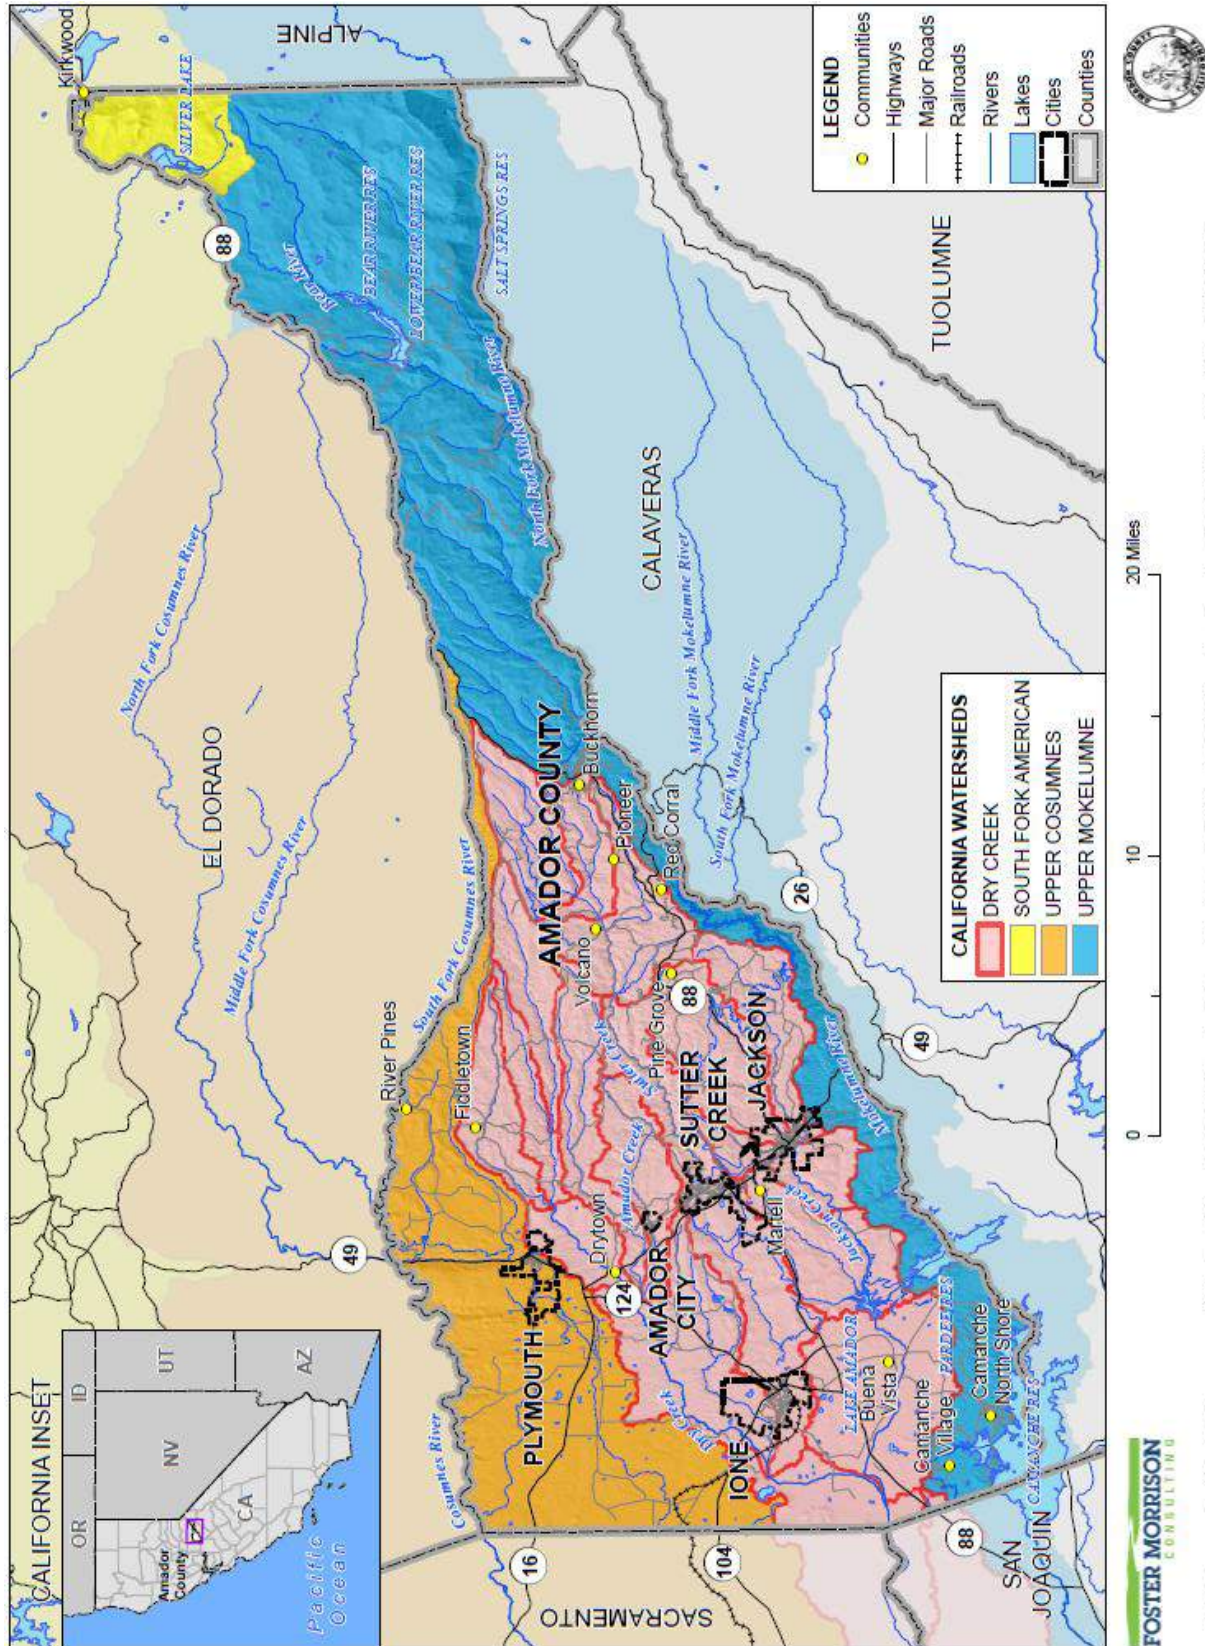 CALIFORNIA INSET
OR
ID
NV
UT
CA
AZ
Amador
County
Pacific
Ocean
ALPINE
Kirkwood
SILVER LAKE
88
Bear River
BEAR RIVER RES
LOWER BEAR RIVER RES
SALT SPRINGS RES
North Fork Mokelumne River
North Fork Cosumnes River
EL DORADO
Middle Fork Cosumnes River
South Fork Cosumnes River
River Pines
Fiddletown
49
Cosumnes River
PLYMOUTH
16
SACRAMENTO
104
AMADOR COUNTY
Buckhorn
Pioneer
Red Corral
Volcano
Pine Grove
88
Sutter Creek
Amador Creek
Drytown
124
AMADOR
CITY
SUTTER
CREEK
JACKSON
Martell
Jackson Creek
Dry Creek
IONE
LAKE AMADOR
Buena
Vista
PARDEE RES
Camanche
Village
Camanche
North Shore
CAMANCHE RES
88
SAN
JOAQUIN
Mokelumne River
49
26
CALAVERAS
Middle Fork Mokelumne River
South Fork Mokelumne River
TUOLUMNE
LEGEND
Communities
Highways
Major Roads
Railroads
Rivers
Lakes
Cities
Counties
CALIFORNIA WATERSHEDS
DRY CREEK
SOUTH FORK AMERICAN
UPPER COSUMNES
UPPER MOKELUMNE
0
10
20 Miles
FOSTER MORRISON
CONSULTING